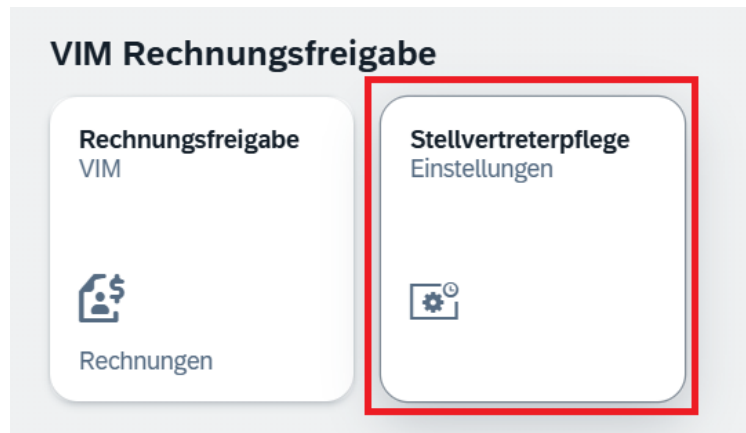 VIM Rechnungsfreigabe
Rechnungsfreigabe
VIM
Rechnungen
Stellvertreterpflege
Einstellungen